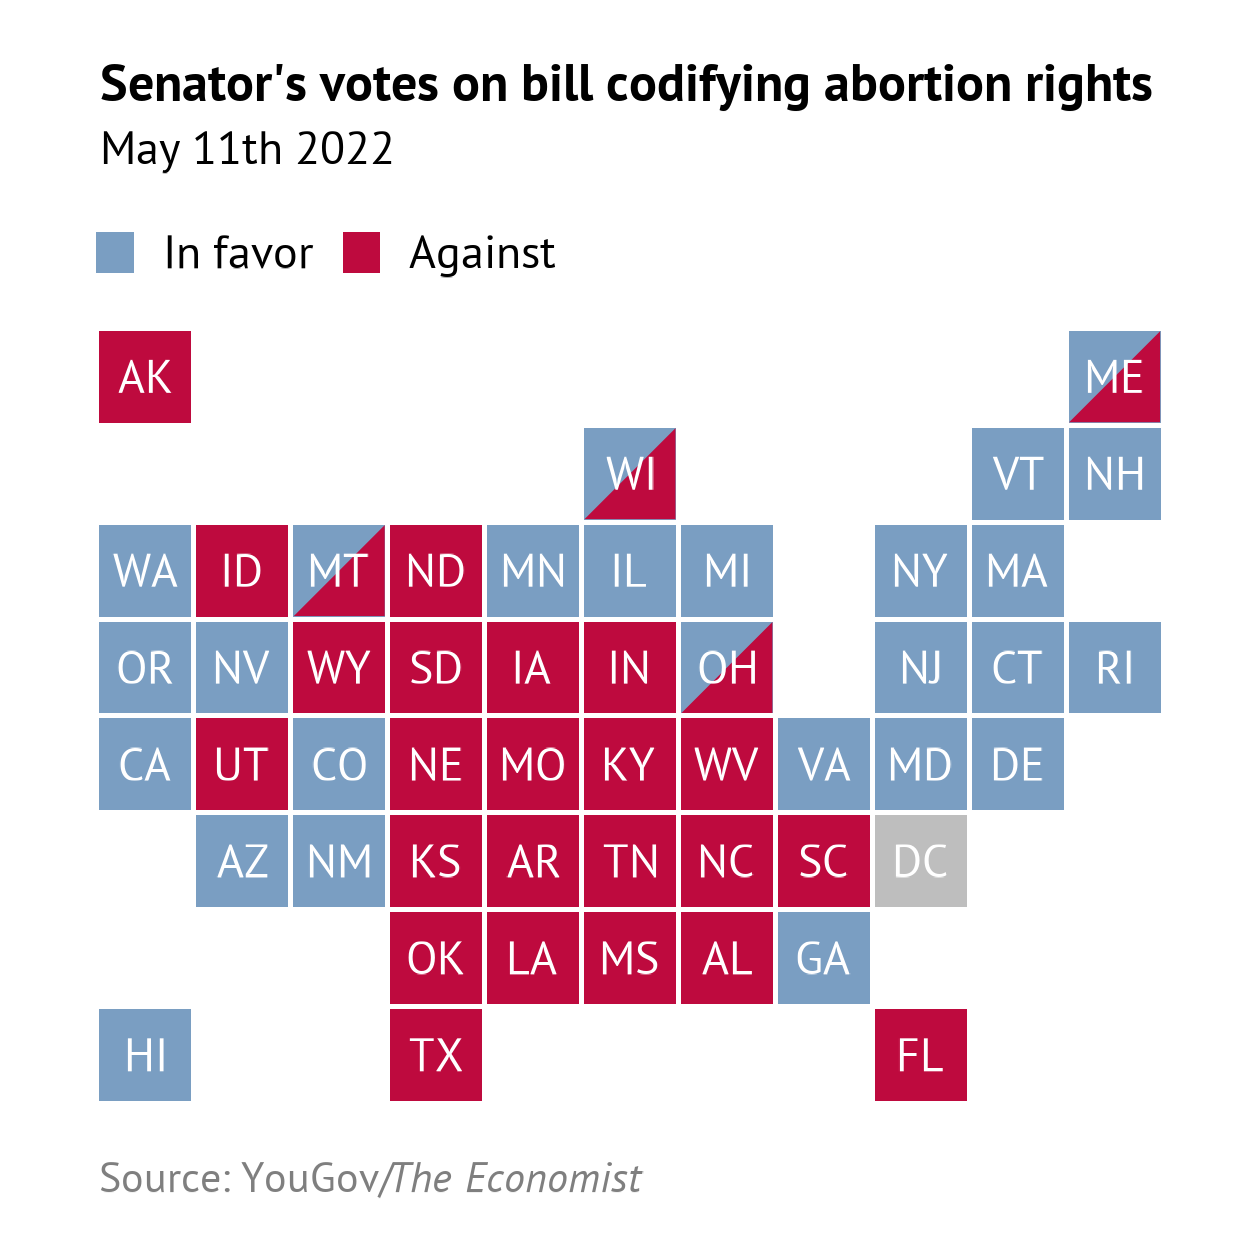 Senator's votes on bill codifying abortion rights
May 11th 2022
In favor Against
AK ME
WI VT NH
WA ID MT ND MN IL MI NY MA
OR NV WY SD IA IN OH NJ CT RI
CA UT CO NE MO KY WV VA MD DE
AZ NM KS AR TN NC SC DC
OK LA MS AL GA
HI TX FL
Source: YouGov/The Economist